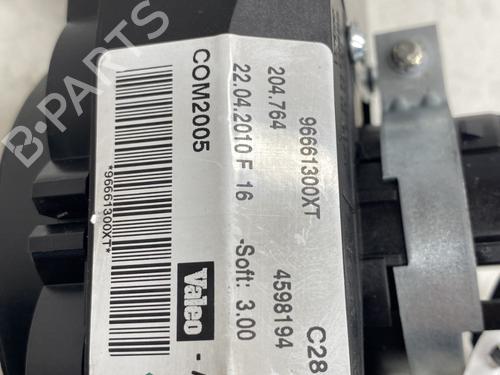 96661300XT
C28
204.764
4598194
22.04.2010 F 16
-Soft: 3.00
COM2005
Valeo
*96661300XT*
B-PARTS